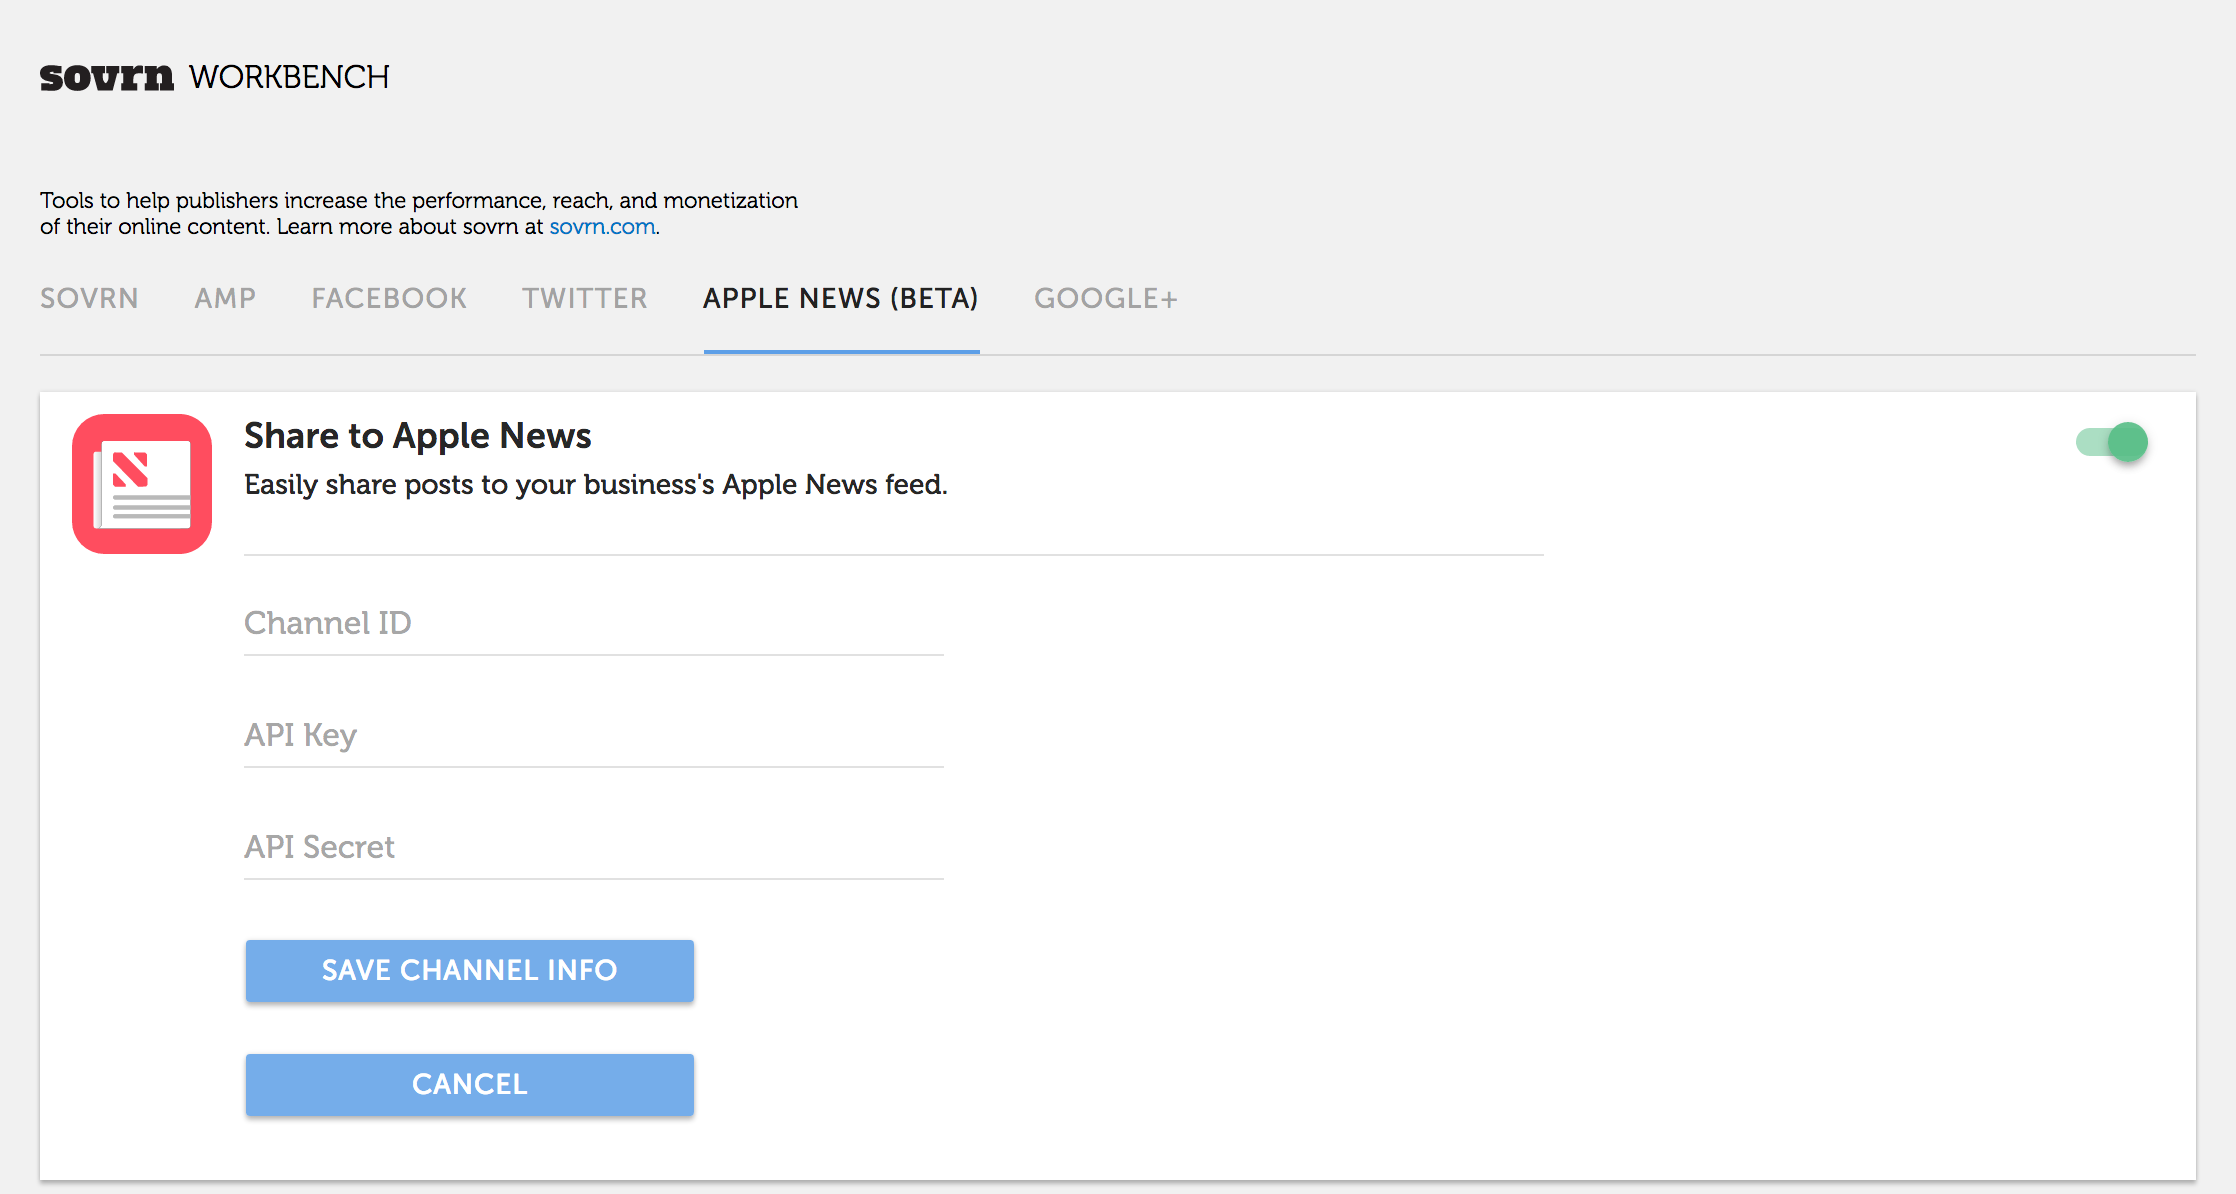 sovrn WORKBENCH
Tools to help publishers increase the performance, reach, and monetization
of their online content. Learn more about sovrn at sovrn.com.
SOVRN AMP FACEBOOK TWITTER APPLE NEWS (BETA) GOOGLE+
Share to Apple News
Easily share posts to your business's Apple News feed.
Channel ID
API Key
API Secret
SAVE CHANNEL INFO
CANCEL